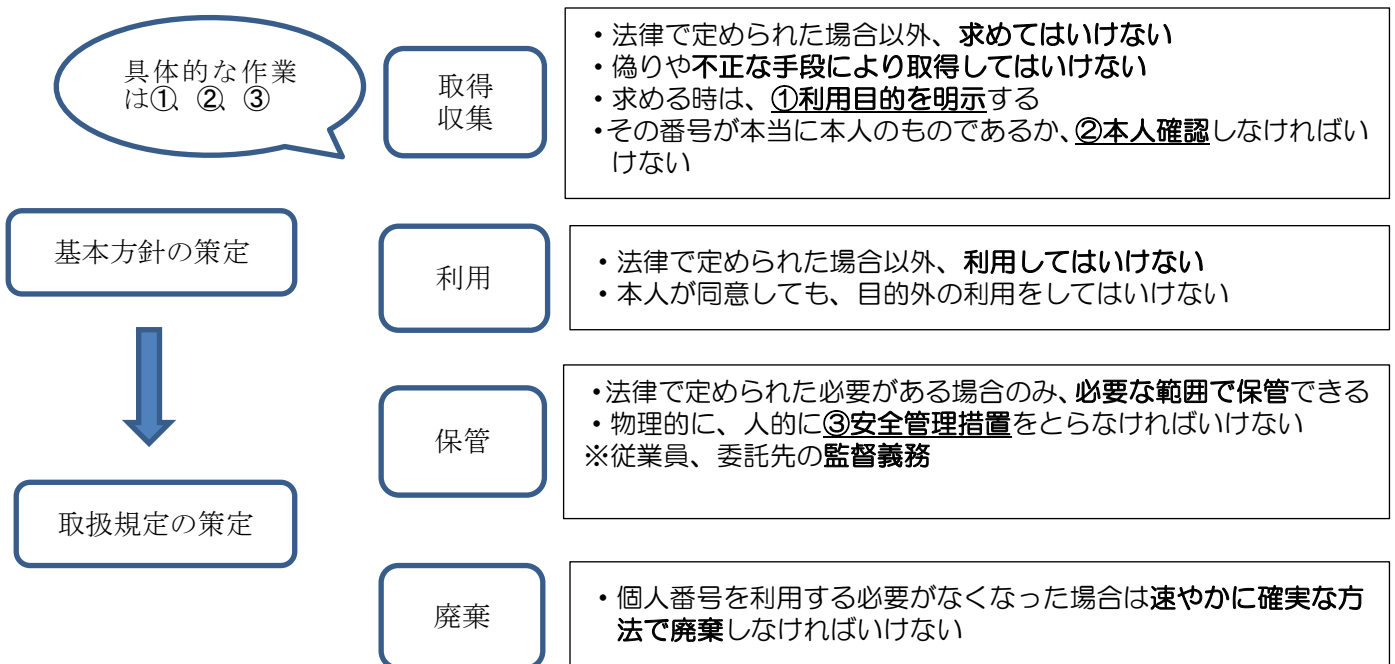 具体的な作業
は①、②、③
取得
収集
・法律で定められた場合以外、求めてはいけない
・偽りや不正な手段により取得してはいけない
・求める時は、①利用目的を明示する
・その番号が本当に本人のものであるか、②本人確認しなければい
けない
基本方針の策定
利用
・法律で定められた場合以外、利用してはいけない
・本人が同意しても、目的外の利用をしてはいけない
保管
・法律で定められた必要がある場合のみ、必要な範囲で保管できる
・物理的に、人的に③安全管理措置をとらなければいけない
※従業員、委託先の監督義務
取扱規定の策定
廃棄
・個人番号を利用する必要がなくなった場合は速やかに確実な方
法で廃棄しなければいけない